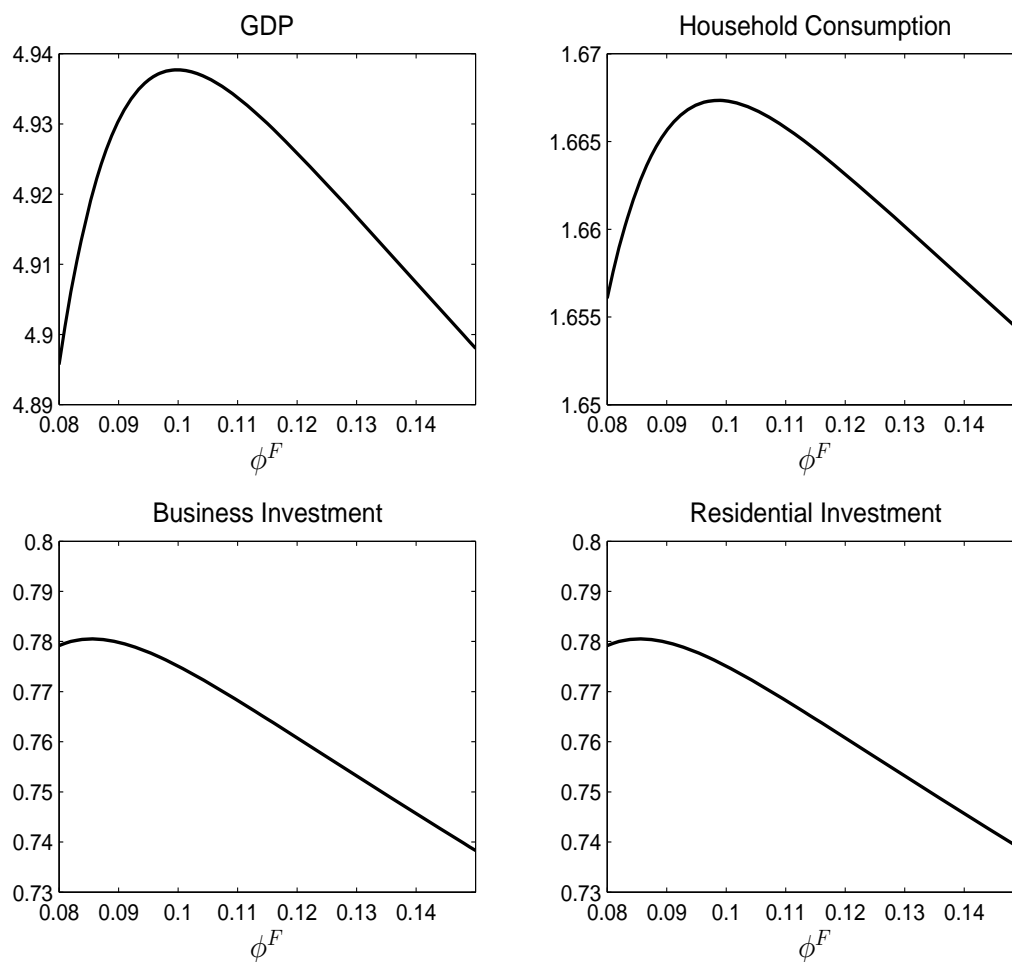 GDP
4.94
4.93
4.92
4.91
4.9
4.89
0.08 0.09 0.1 0.11 0.12 0.13 0.14
ϕ^F
Household Consumption
1.67
1.665
1.66
1.655
1.65
0.08 0.09 0.1 0.11 0.12 0.13 0.14
ϕ^F
Business Investment
0.8
0.79
0.78
0.77
0.76
0.75
0.74
0.73
0.08 0.09 0.1 0.11 0.12 0.13 0.14
ϕ^F
Residential Investment
0.8
0.79
0.78
0.77
0.76
0.75
0.74
0.73
0.08 0.09 0.1 0.11 0.12 0.13 0.14
ϕ^F